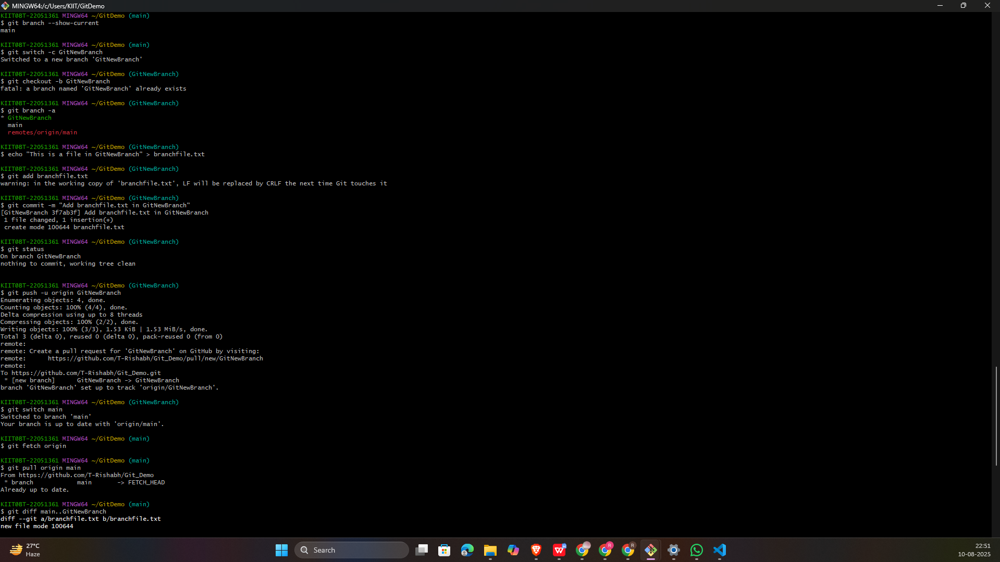 MINGW64:/c/Users/KIIT/GitDemo
KIIT@BT-22051361 MINGW64 ~/GitDemo (main)
$ git branch --show-current
main
KIIT@BT-22051361 MINGW64 ~/GitDemo (main)
$ git switch -c GitNewBranch
Switched to a new branch 'GitNewBranch'
KIIT@BT-22051361 MINGW64 ~/GitDemo (GitNewBranch)
$ git checkout -b GitNewBranch
fatal: a branch named 'GitNewBranch' already exists
KIIT@BT-22051361 MINGW64 ~/GitDemo (GitNewBranch)
$ git branch -a
* GitNewBranch
  main
  remotes/origin/main
KIIT@BT-22051361 MINGW64 ~/GitDemo (GitNewBranch)
$ echo "This is a file in GitNewBranch" > branchfile.txt
KIIT@BT-22051361 MINGW64 ~/GitDemo (GitNewBranch)
$ git add branchfile.txt
warning: in the working copy of 'branchfile.txt', LF will be replaced by CRLF the next time Git touches it
KIIT@BT-22051361 MINGW64 ~/GitDemo (GitNewBranch)
$ git commit -m "Add branchfile.txt in GitNewBranch"
[GitNewBranch 3f7ab3f] Add branchfile.txt in GitNewBranch
 1 file changed, 1 insertion(+)
 create mode 100644 branchfile.txt
KIIT@BT-22051361 MINGW64 ~/GitDemo (GitNewBranch)
$ git status
On branch GitNewBranch
nothing to commit, working tree clean
KIIT@BT-22051361 MINGW64 ~/GitDemo (GitNewBranch)
$ git push -u origin GitNewBranch
Enumerating objects: 4, done.
Counting objects: 100% (4/4), done.
Delta compression using up to 8 threads
Compressing objects: 100% (2/2), done.
Writing objects: 100% (3/3), 1.53 KiB | 1.53 MiB/s, done.
Total 3 (delta 0), reused 0 (delta 0), pack-reused 0 (from 0)
remote:
remote: Create a pull request for 'GitNewBranch' on GitHub by visiting:
remote:      https://github.com/T-Rishabh/Git_Demo/pull/new/GitNewBranch
remote:
To https://github.com/T-Rishabh/Git_Demo.git
 * [new branch]      GitNewBranch -> GitNewBranch
branch 'GitNewBranch' set up to track 'origin/GitNewBranch'.
KIIT@BT-22051361 MINGW64 ~/GitDemo (GitNewBranch)
$ git switch main
Switched to branch 'main'
Your branch is up to date with 'origin/main'.
KIIT@BT-22051361 MINGW64 ~/GitDemo (main)
$ git fetch origin
KIIT@BT-22051361 MINGW64 ~/GitDemo (main)
$ git pull origin main
From https://github.com/T-Rishabh/Git_Demo
 * branch            main       -> FETCH_HEAD
Already up to date.
KIIT@BT-22051361 MINGW64 ~/GitDemo (main)
$ git diff main..GitNewBranch
diff --git a/branchfile.txt b/branchfile.txt
new file mode 100644
27°C
Haze
Search
22:51
10-08-2025